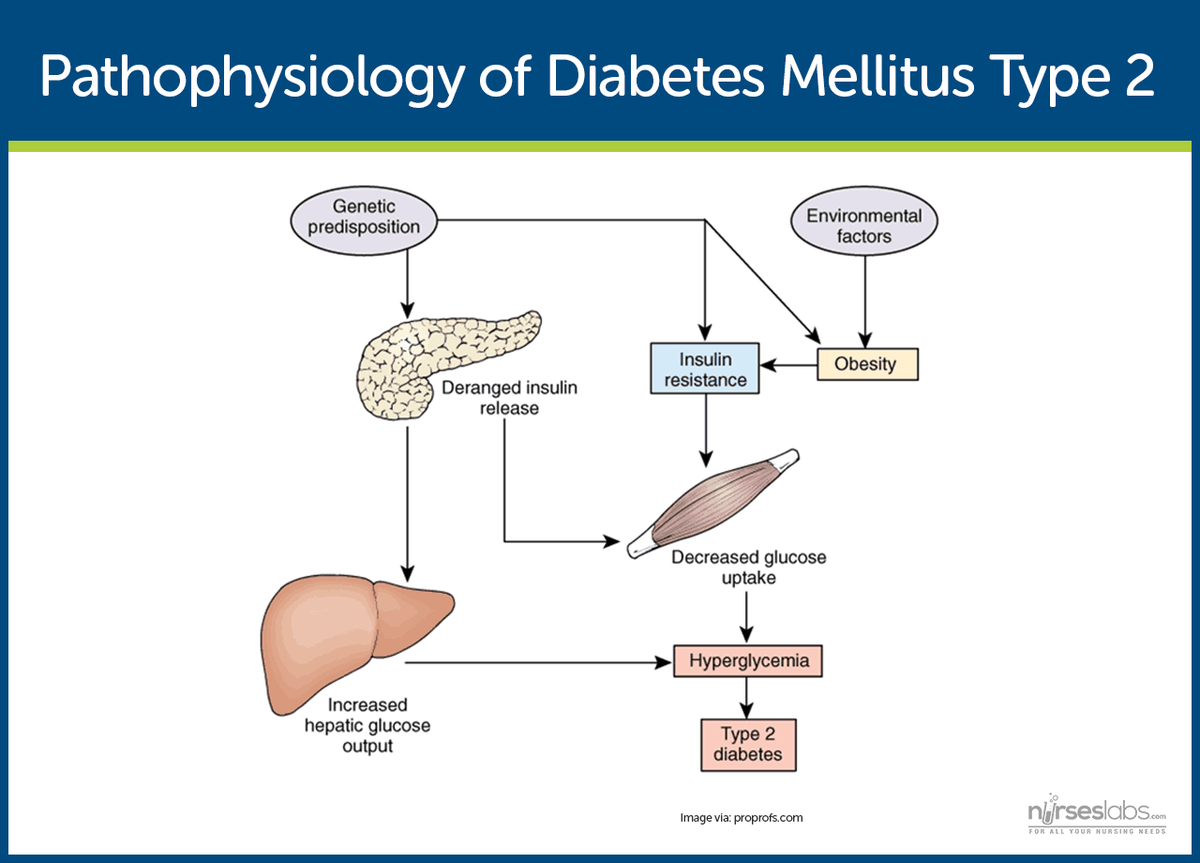 Pathophysiology of Diabetes Mellitus Type 2
Genetic
predisposition
Environmental
factors
Insulin
resistance
Obesity
Deranged insulin
release
Decreased glucose
uptake
Hyperglycemia
Increased
hepatic glucose
output
Type 2
diabetes
Image via: proprofs.com
nurseslabs.com
FOR ALL YOUR NURSING NEEDS